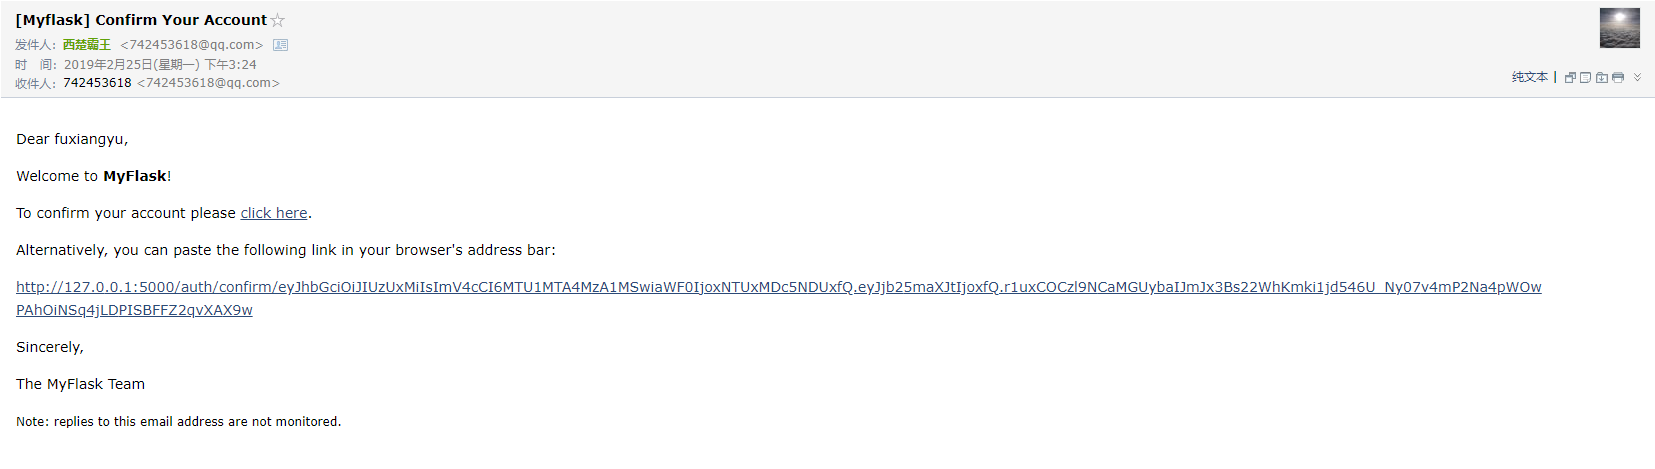 [Myflask] Confirm Your Account
发件人：西楚霸王 <742453618@qq.com>
时　间：2019年2月25日(星期一) 下午3:24
收件人：742453618 <742453618@qq.com>
纯文本 |
Dear fuxiangyu,
Welcome to MyFlask!
To confirm your account please click here.
Alternatively, you can paste the following link in your browser's address bar:
http://127.0.0.1:5000/auth/confirm/eyJhbGciOiJIUzUxMiIsImV4cCI6MTU1MTA4MzA1MSwiaWF0IjoxNTUxMDc5NDUxfQ.eyJjb25maXJtIjoxfQ.r1uxCOCzl9NCaMGUybaIJmJx3Bs22WhKmki1jd546U_Ny07v4mP2Na4pWOw
PAhOiNSq4jLDPISBFFZ2qvXAX9w
Sincerely,
The MyFlask Team
Note: replies to this email address are not monitored.